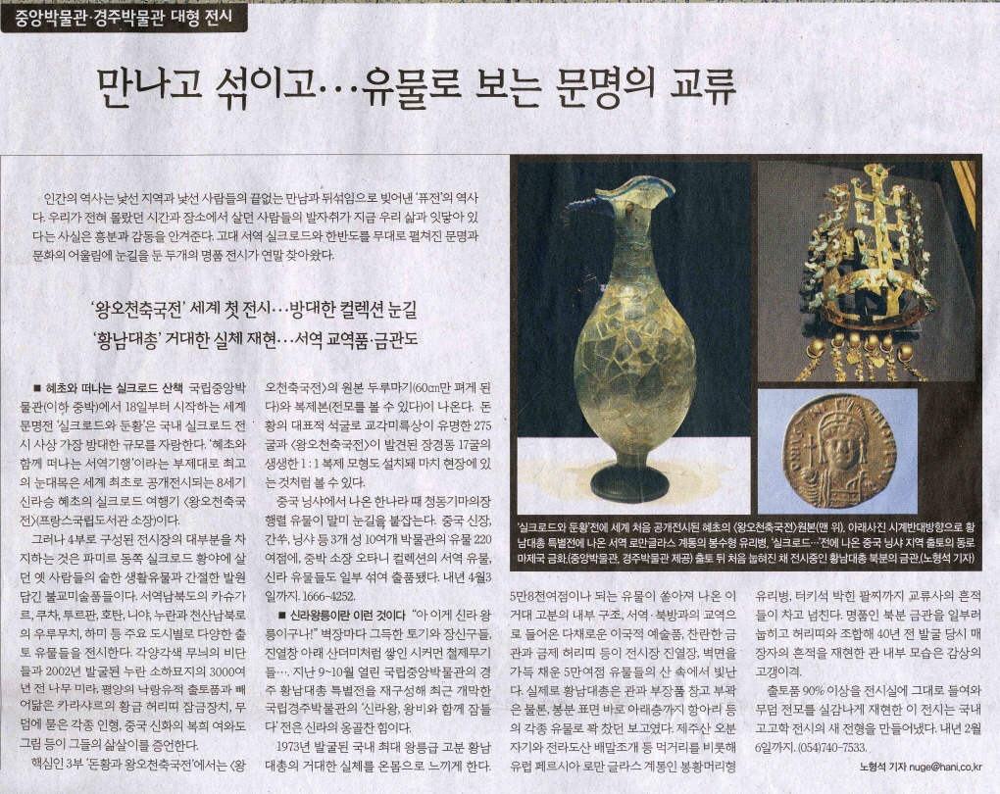 중앙박물관·경주박물관 대형 전시
만나고 섞이고…유물로 보는 문명의 교류
인간의 역사는 낯선 지역과 낯선 사람들의 끝없는 만남과 뒤섞임으로 빚어낸 '퓨전'의 역사
다. 우리가 전혀 몰랐던 시간과 장소에서 살던 사람들의 발자취가 지금 우리 삶과 잇닿아 있
다는 사실은 흥분과 감동을 안겨준다. 고대 서역 실크로드와 한반도를 무대로 펼쳐진 문명과
문화의 어울림에 눈길을 둔 두개의 명품 전시가 연말 찾아왔다.
'왕오천축국전' 세계 첫 전시…방대한 컬렉션 눈길
'황남대총' 거대한 실체 재현…서역 교역품·금관도
■ 혜초와 떠나는 실크로드 산책 국립중앙박
물관(이하 중박)에서 18일부터 시작하는 세계
문명전 '실크로드와 둔황'은 국내 실크로드 전
시 사상 가장 방대한 규모를 자랑한다. '혜초와
함께 떠나는 서역기행'이라는 부제대로 최고
의 눈대목은 세계 최초로 공개전시되는 8세기
신라승 혜초의 실크로드 여행기 <왕오천축국
전>(프랑스국립도서관 소장)이다.
그러나 4부로 구성된 전시장의 대부분을 차
지하는 것은 파미르 동쪽 실크로드 황야에 살
던 옛 사람들의 숱한 생활유물과 간절한 발원
담긴 불교미술품들이다. 서역남북도의 카슈가
르, 쿠차, 투르판, 호탄, 니야, 누란과 천산남북로
의 우루무치, 하미 등 주요 도시별로 다양한 출
토 유물들을 전시한다. 각양각색 무늬의 비단
들과 2002년 발굴된 누란 소하묘지의 3000여
년 전 나무 미라, 평양의 낙랑유적 출토품과 빼
어닮은 카라샤르의 황금 허리띠 잠금장치, 무
덤에 묻은 각종 인형, 중국 신화의 복희 여와도
그림 등이 그들의 삶살이를 증언한다.
핵심인 3부 '둔황과 왕오천축국전'에서는 <왕
오천축국전>의 원본 두루마기(60㎝만 펴게 된
다)와 복제본(전모를 볼 수 있다)이 나온다. 둔
황의 대표적 석굴로 교각미륵상이 유명한 275
굴과 <왕오천축국전>이 발견된 장경동 17굴의
생생한 1 : 1 복제 모형도 설치돼 마치 현장에 있
는 것처럼 볼 수 있다.
중국 닝샤에서 나온 한나라 때 청동기마의장
행렬 유물이 말미 눈길을 붙잡는다. 중국 신장,
간쑤, 닝샤 등 3개 성 10여개 박물관의 유물 220
여점에, 중박 소장 오타니 컬렉션의 서역 유물,
신라 유물들도 일부 섞여 출품됐다. 내년 4월3
일까지. 1666~4252.
■ 신라왕릉이란 이런 것이다 "아 이게 신라 왕
릉이구나!" 벽장마다 그득한 토기와 장신구들,
진열창 아래 산더미처럼 쌓인 시커먼 철제무기
들…. 지난 9~10월 열린 국립중앙박물관의 경
주 황남대총 특별전을 재구성해 최근 개막한
국립경주박물관의 '신라왕, 왕비와 함께 잠들
다' 전은 신라의 옹골찬 힘이다.
1973년 발굴된 국내 최대 왕릉급 고분 황남
대총의 거대한 실체를 온몸으로 느끼게 한다.
'실크로드와 둔황'전에 세계 처음 공개전시된 혜초의 <왕오천축국전>원본(맨 위), 아래사진 시계반대방향으로 황
남대총 특별전에 나온 서역 로만글라스 계통의 봉수형 유리병, '실크로드…'전에 나온 중국 닝샤 지역 출토의 동로
마제국 금화.(중앙박물관, 경주박물관 제공) 출토 뒤 처음 눕혀진 채 전시중인 황남대총 북분의 금관.(노형석 기자)
5만8천여점이나 되는 유물이 쏟아져 나온 이
거대 고분의 내부 구조, 서역·북방과의 교역으
로 들어온 다채로운 이국적 예술품, 찬란한 금
관과 금제 허리띠 등이 전시장 진열장, 벽면을
가득 채운 5만여점 유물들의 산 속에서 빛난
다. 실제로 황남대총은 관과 부장품 창고 부곽
은 물론, 봉분 표면 바로 아래층까지 항아리 등
의 각종 유물로 꽉 찼던 보고였다. 제주산 오분
자기와 전라도산 배말조개 등 먹거리를 비롯해
유럽 페르시아 로만 글라스 계통인 봉황머리형
유리병, 터키석 박힌 팔찌까지 교류사의 흔적
들이 차고 넘친다. 명품인 북분 금관을 일부러
눕히고 허리띠와 조합해 40년 전 발굴 당시 매
장자의 흔적을 재현한 관 내부 모습은 감상의
고갱이격.
출토품 90% 이상을 전시실에 그대로 들여와
무덤 전모를 실감나게 재현한 이 전시는 국내
고고학 전시의 새 전형을 만들어냈다. 내년 2월
6일까지. (054)740-7533.
노형석 기자 nuge@hani.co.kr